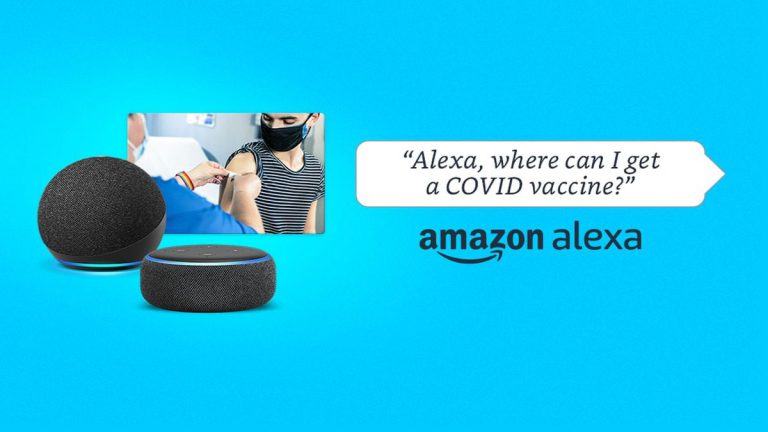 “Alexa, where can I get
a COVID vaccine?”
amazon alexa